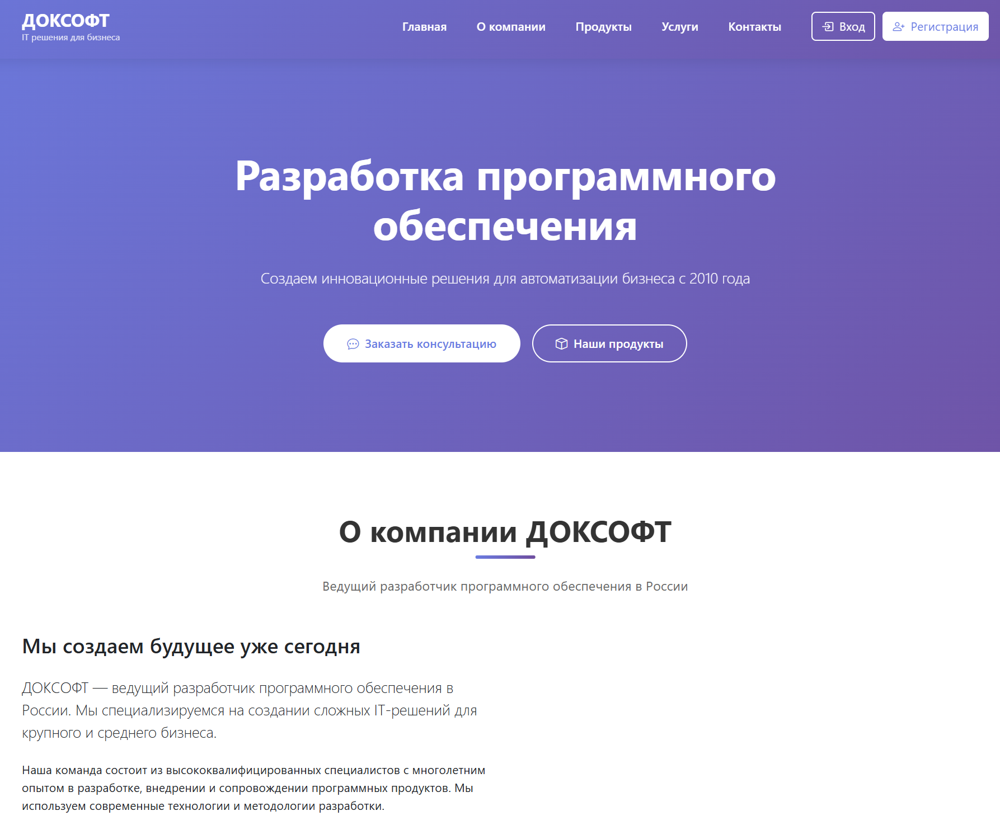 ДОКСОФТ
IT решения для бизнеса
Главная
О компании
Продукты
Услуги
Контакты
Вход
Регистрация
Разработка программного
обеспечения
Создаем инновационные решения для автоматизации бизнеса с 2010 года
Заказать консультацию
Наши продукты
О компании ДОКСОФТ
Ведущий разработчик программного обеспечения в России
Мы создаем будущее уже сегодня
ДОКСОФТ — ведущий разработчик программного обеспечения в
России. Мы специализируемся на создании сложных IT-решений для
крупного и среднего бизнеса.
Наша команда состоит из высококвалифицированных специалистов с многолетним
опытом в разработке, внедрении и сопровождении программных продуктов. Мы
используем современные технологии и методологии разработки.